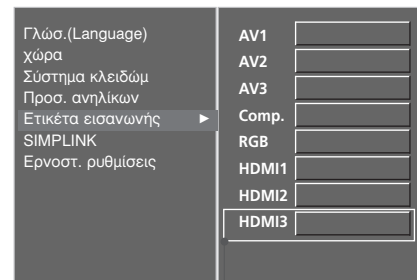 Γλώσ.(Language)
χώρα
Σύστημα κλειδώμ
Προσ. ανηλίκων
Ετικέτα εισανωνής
SIMPLINK
Ερνοστ. ρυθμίσεις
AV1
AV2
AV3
Comp.
RGB
HDMI1
HDMI2
HDMI3